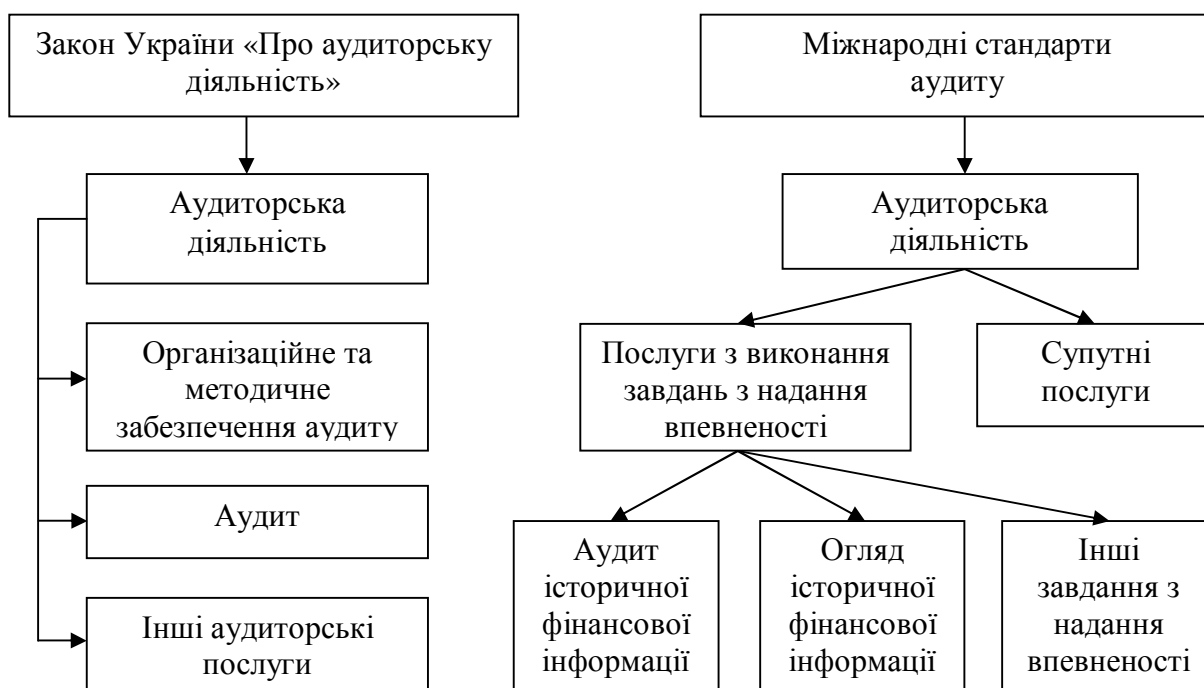 Закон України «Про аудиторську
діяльність»
Аудиторська
діяльність
Організаційне та
методичне
забезпечення аудиту
Аудит
Інші аудиторські
послуги
Міжнародні стандарти
аудиту
Аудиторська
діяльність
Послуги з виконання
завдань з надання
впевненості
Супутні
послуги
Аудит
історичної
фінансової
інформації
Огляд
історичної
фінансової
інформації
Інші
завдання з
надання
впевненості